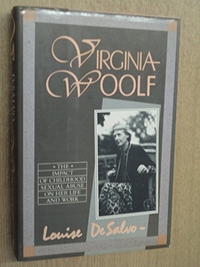 VIRGINIA
WOOLF
• THE •
IMPACT
OF CHILDHOOD
SEXUAL ABUSE
ON HER LIFE
AND WORK
Louise DeSalvo